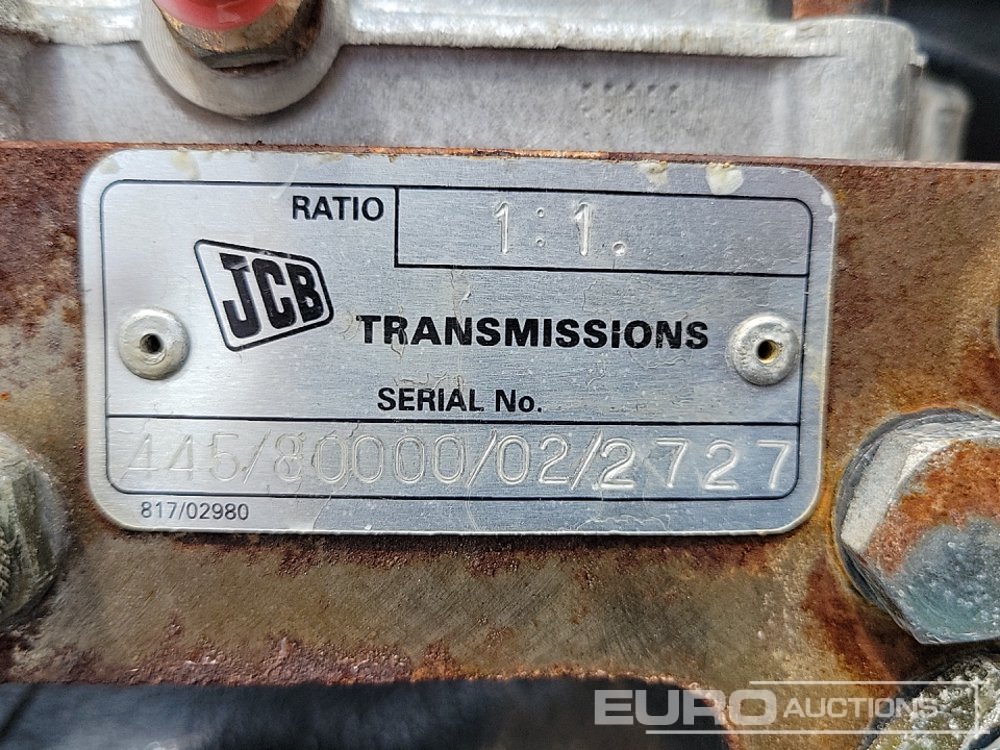 RATIO 1:1.
JCB
TRANSMISSIONS
SERIAL No.
445/80000/02/2727
817/02980
EURO AUCTIONS